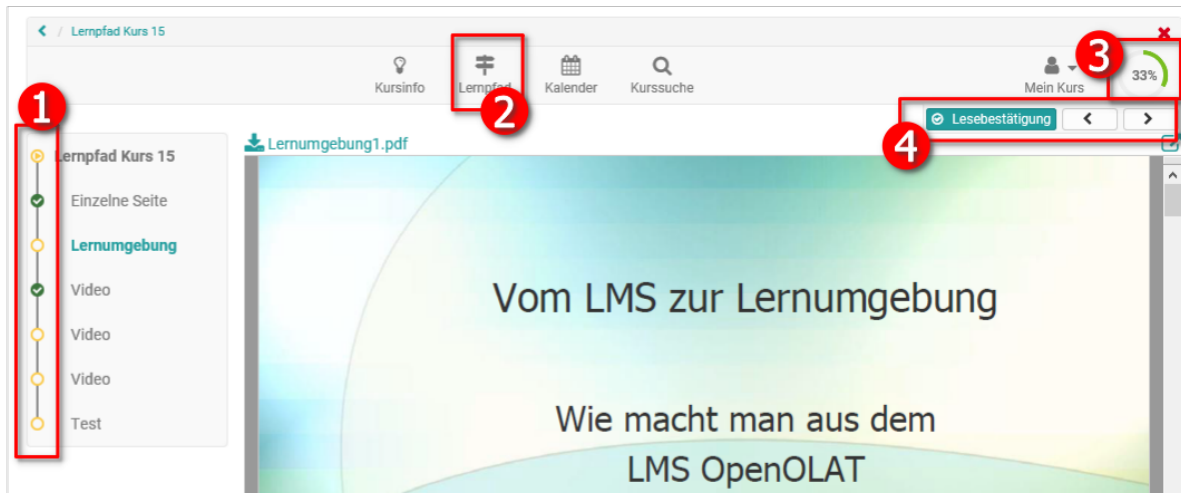 / Lernpfad Kurs 15
Kursinfo
Lernpfad
Kalender
Kurssuche
Mein Kurs
33%
1
2
3
4
Lesebestätigung
Lernpfad Kurs 15
Einzelne Seite
Lernumgebung
Video
Video
Video
Test
Lernumgebung1.pdf
Vom LMS zur Lernumgebung
Wie macht man aus dem
LMS OpenOLAT